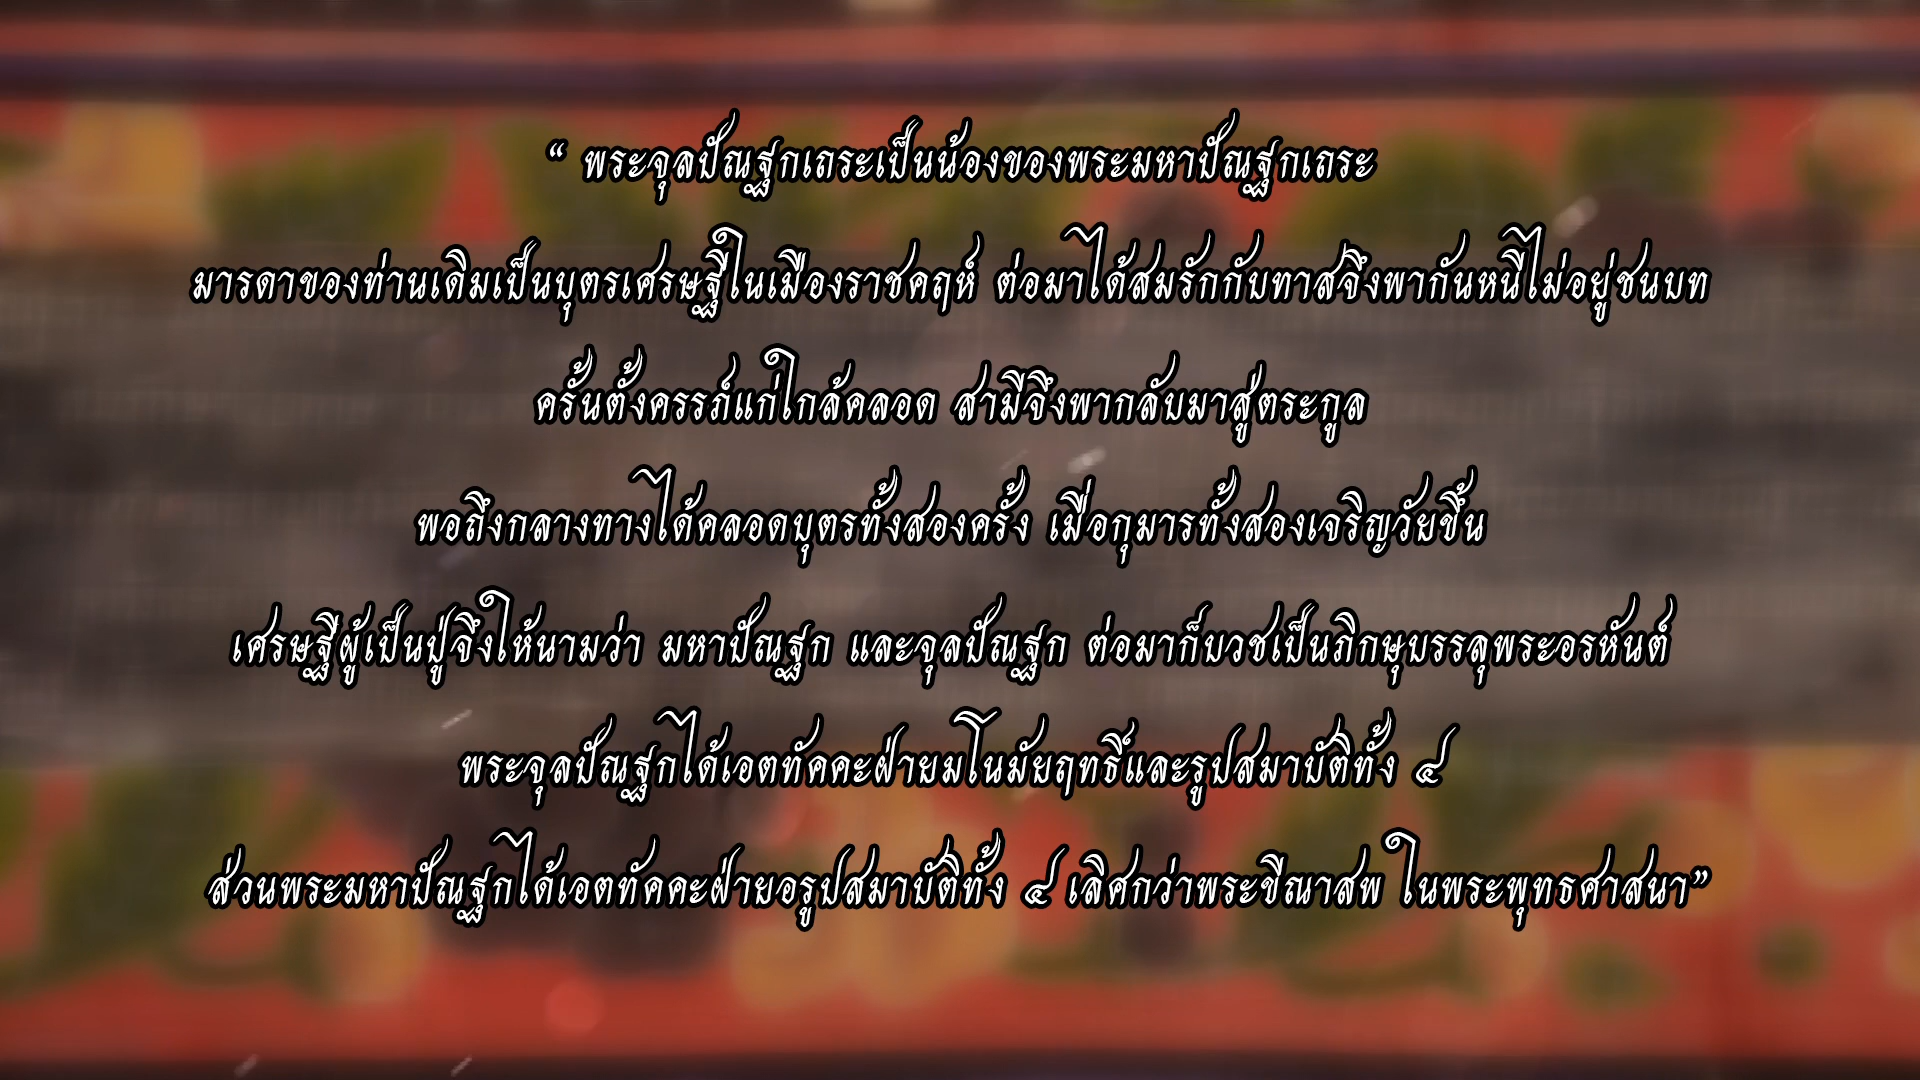 “ พระจุลปัณฐกเถระเป็นน้องของพระมหาปัณฐกเถระ
มารดาของท่านเดิมเป็นบุตรเศรษฐีในเมืองราชคฤห์ ต่อมาได้สมรักกับทาสจึงพากันหนีไม่อยู่ชนบท
ครั้นตั้งครรภ์แก่ใกล้คลอด สามีจึงพากลับมาสู่ตระกูล
พอถึงกลางทางได้คลอดบุตรทั้งสองครั้ง เมื่อกุมารทั้งสองเจริญวัยขึ้น
เศรษฐีผู้เป็นปู่จึงให้นามว่า มหาปัณฐก และจุลปัณฐก ต่อมาก็บวชเป็นภิกษุบรรลุพระอรหันต์
พระจุลปัณฐกได้เอตทัคคะฝ่ายมโนมัยฤทธิ์และรูปสมาบัติทั้ง ๔
ส่วนพระมหาปัณฐกได้เอตทัคคะฝ่ายอรูปสมาบัติทั้ง ๔ เลิศกว่าพระขีณาสพ ในพระพุทธศาสนา”